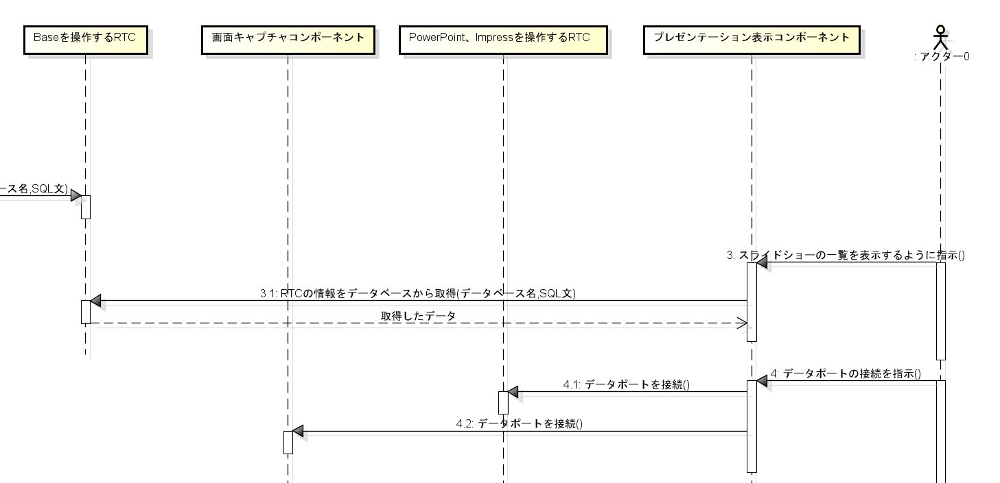 Baseを操作するRTC
画面キャプチャコンポーネント
PowerPoint、Impressを操作するRTC
プレゼンテーション表示コンポーネント
: アクター0
ース名,SQL文)
3: スライドショーの一覧を表示するように指示()
3.1: RTCの情報をデータベースから取得(データベース名,SQL文)
取得したデータ
4: データポートの接続を指示()
4.1: データポートを接続()
4.2: データポートを接続()